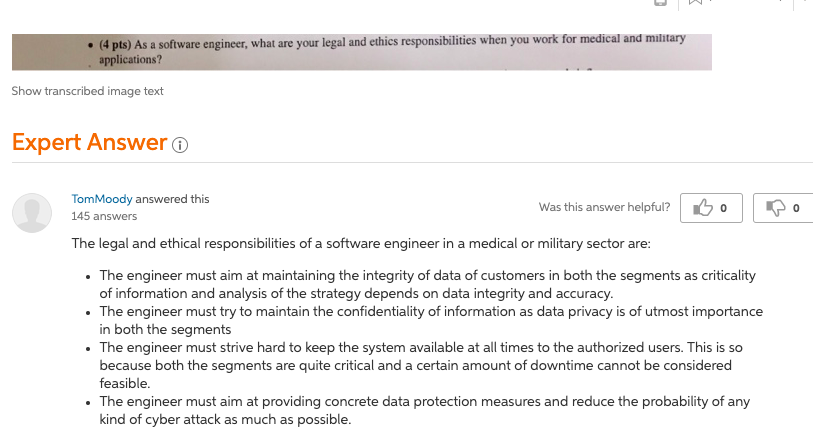 • (4 pts) As a software engineer, what are your legal and ethics responsibilities when you work for medical and military
applications?
Show transcribed image text
Expert Answer
TomMoody answered this
145 answers
Was this answer helpful?
0
0
The legal and ethical responsibilities of a software engineer in a medical or military sector are:
• The engineer must aim at maintaining the integrity of data of customers in both the segments as criticality
of information and analysis of the strategy depends on data integrity and accuracy.
• The engineer must try to maintain the confidentiality of information as data privacy is of utmost importance
in both the segments
• The engineer must strive hard to keep the system available at all times to the authorized users. This is so
because both the segments are quite critical and a certain amount of downtime cannot be considered
feasible.
• The engineer must aim at providing concrete data protection measures and reduce the probability of any
kind of cyber attack as much as possible.